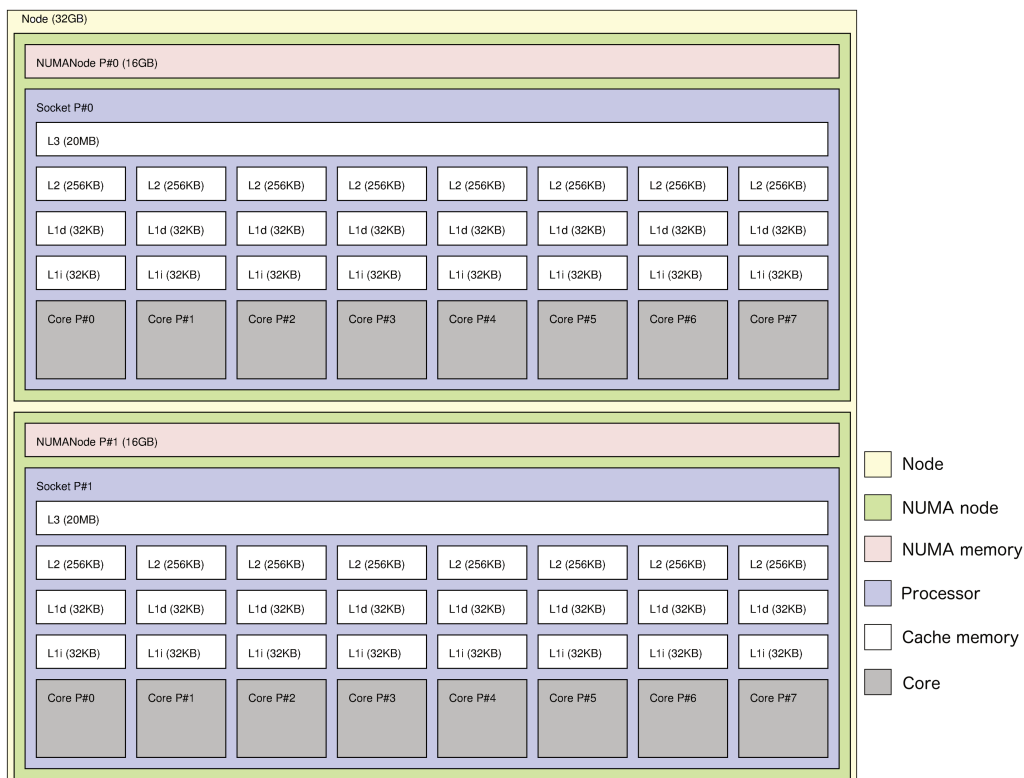 Node (32GB)
NUMANode P#0 (16GB)
Socket P#0
L3 (20MB)
L2 (256KB) L2 (256KB) L2 (256KB) L2 (256KB) L2 (256KB) L2 (256KB) L2 (256KB) L2 (256KB)
L1d (32KB) L1d (32KB) L1d (32KB) L1d (32KB) L1d (32KB) L1d (32KB) L1d (32KB) L1d (32KB)
L1i (32KB) L1i (32KB) L1i (32KB) L1i (32KB) L1i (32KB) L1i (32KB) L1i (32KB) L1i (32KB)
Core P#0 Core P#1 Core P#2 Core P#3 Core P#4 Core P#5 Core P#6 Core P#7
NUMANode P#1 (16GB)
Socket P#1
L3 (20MB)
L2 (256KB) L2 (256KB) L2 (256KB) L2 (256KB) L2 (256KB) L2 (256KB) L2 (256KB) L2 (256KB)
L1d (32KB) L1d (32KB) L1d (32KB) L1d (32KB) L1d (32KB) L1d (32KB) L1d (32KB) L1d (32KB)
L1i (32KB) L1i (32KB) L1i (32KB) L1i (32KB) L1i (32KB) L1i (32KB) L1i (32KB) L1i (32KB)
Core P#0 Core P#1 Core P#2 Core P#3 Core P#4 Core P#5 Core P#6 Core P#7
Node
NUMA node
NUMA memory
Processor
Cache memory
Core